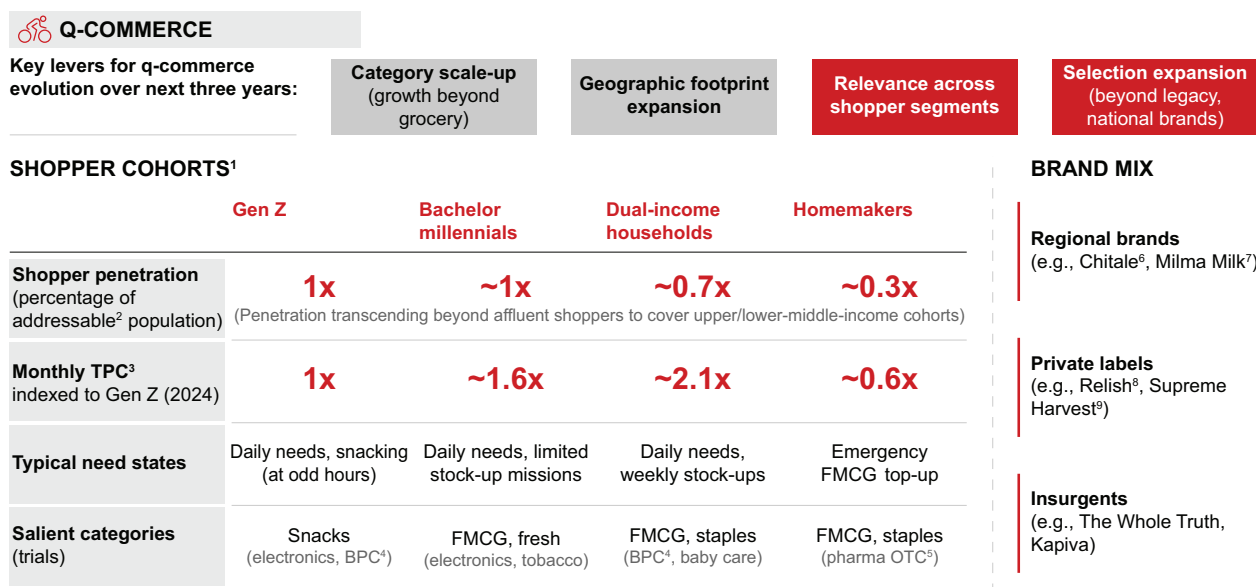 Q-COMMERCE
Key levers for q-commerce
evolution over next three years:
Category scale-up
(growth beyond
grocery)
Geographic footprint
expansion
Relevance across
shopper segments
Selection expansion
(beyond legacy,
national brands)
SHOPPER COHORTS¹
Gen Z
Bachelor
millennials
Dual-income
households
Homemakers
Shopper penetration
(percentage of
addressable² population)
1x
~1x
~0.7x
~0.3x
(Penetration transcending beyond affluent shoppers to cover upper/lower-middle-income cohorts)
Monthly TPC³
indexed to Gen Z (2024)
1x
~1.6x
~2.1x
~0.6x
Typical need states
Daily needs, snacking
(at odd hours)
Daily needs, limited
stock-up missions
Daily needs,
weekly stock-ups
Emergency
FMCG top-up
Salient categories
(trials)
Snacks
(electronics, BPC⁴)
FMCG, fresh
(electronics, tobacco)
FMCG, staples
(BPC⁴, baby care)
FMCG, staples
(pharma OTC⁵)
BRAND MIX
Regional brands
(e.g., Chitale⁶, Milma Milk⁷)
Private labels
(e.g., Relish⁸, Supreme
Harvest⁹)
Insurgents
(e.g., The Whole Truth,
Kapiva)